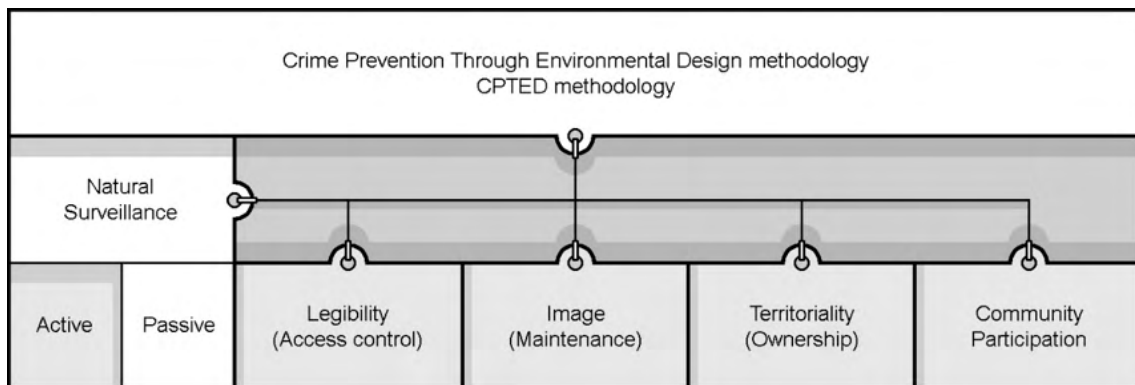 Crime Prevention Through Environmental Design methodology
CPTED methodology
Natural
Surveillance
Active
Passive
Legibility
(Access control)
Image
(Maintenance)
Territoriality
(Ownership)
Community
Participation